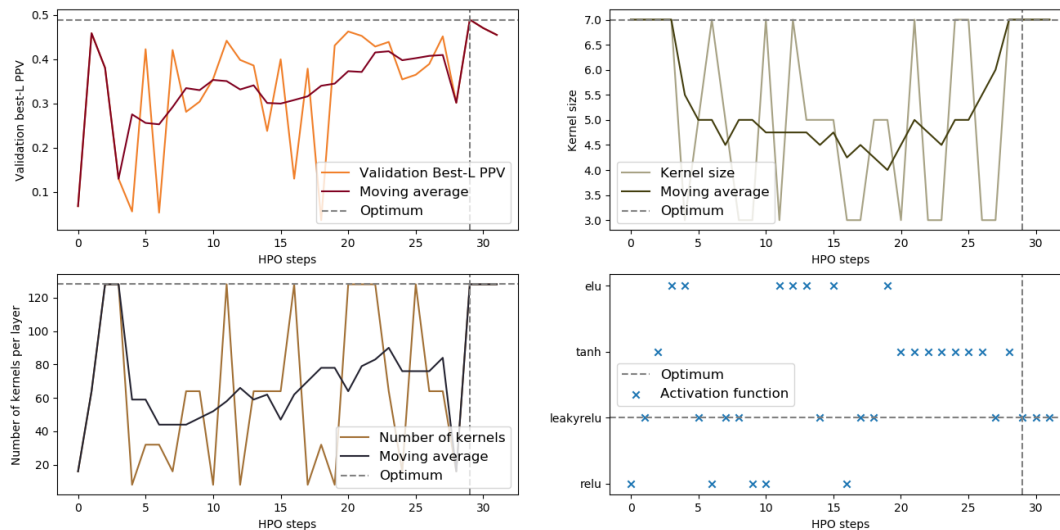 0.5
0.4
0.3
0.2
0.1
Validation best-L PPV
Validation Best-L PPV
Moving average
Optimum
0 5 10 15 20 25 30
HPO steps
7.0
6.5
6.0
5.5
5.0
4.5
4.0
3.5
3.0
Kernel size
Kernel size
Moving average
Optimum
0 5 10 15 20 25 30
HPO steps
120
100
80
60
40
20
Number of kernels per layer
Number of kernels
Moving average
Optimum
0 5 10 15 20 25 30
HPO steps
elu
tanh
leakyrelu
relu
Optimum
Activation function
0 5 10 15 20 25 30
HPO steps